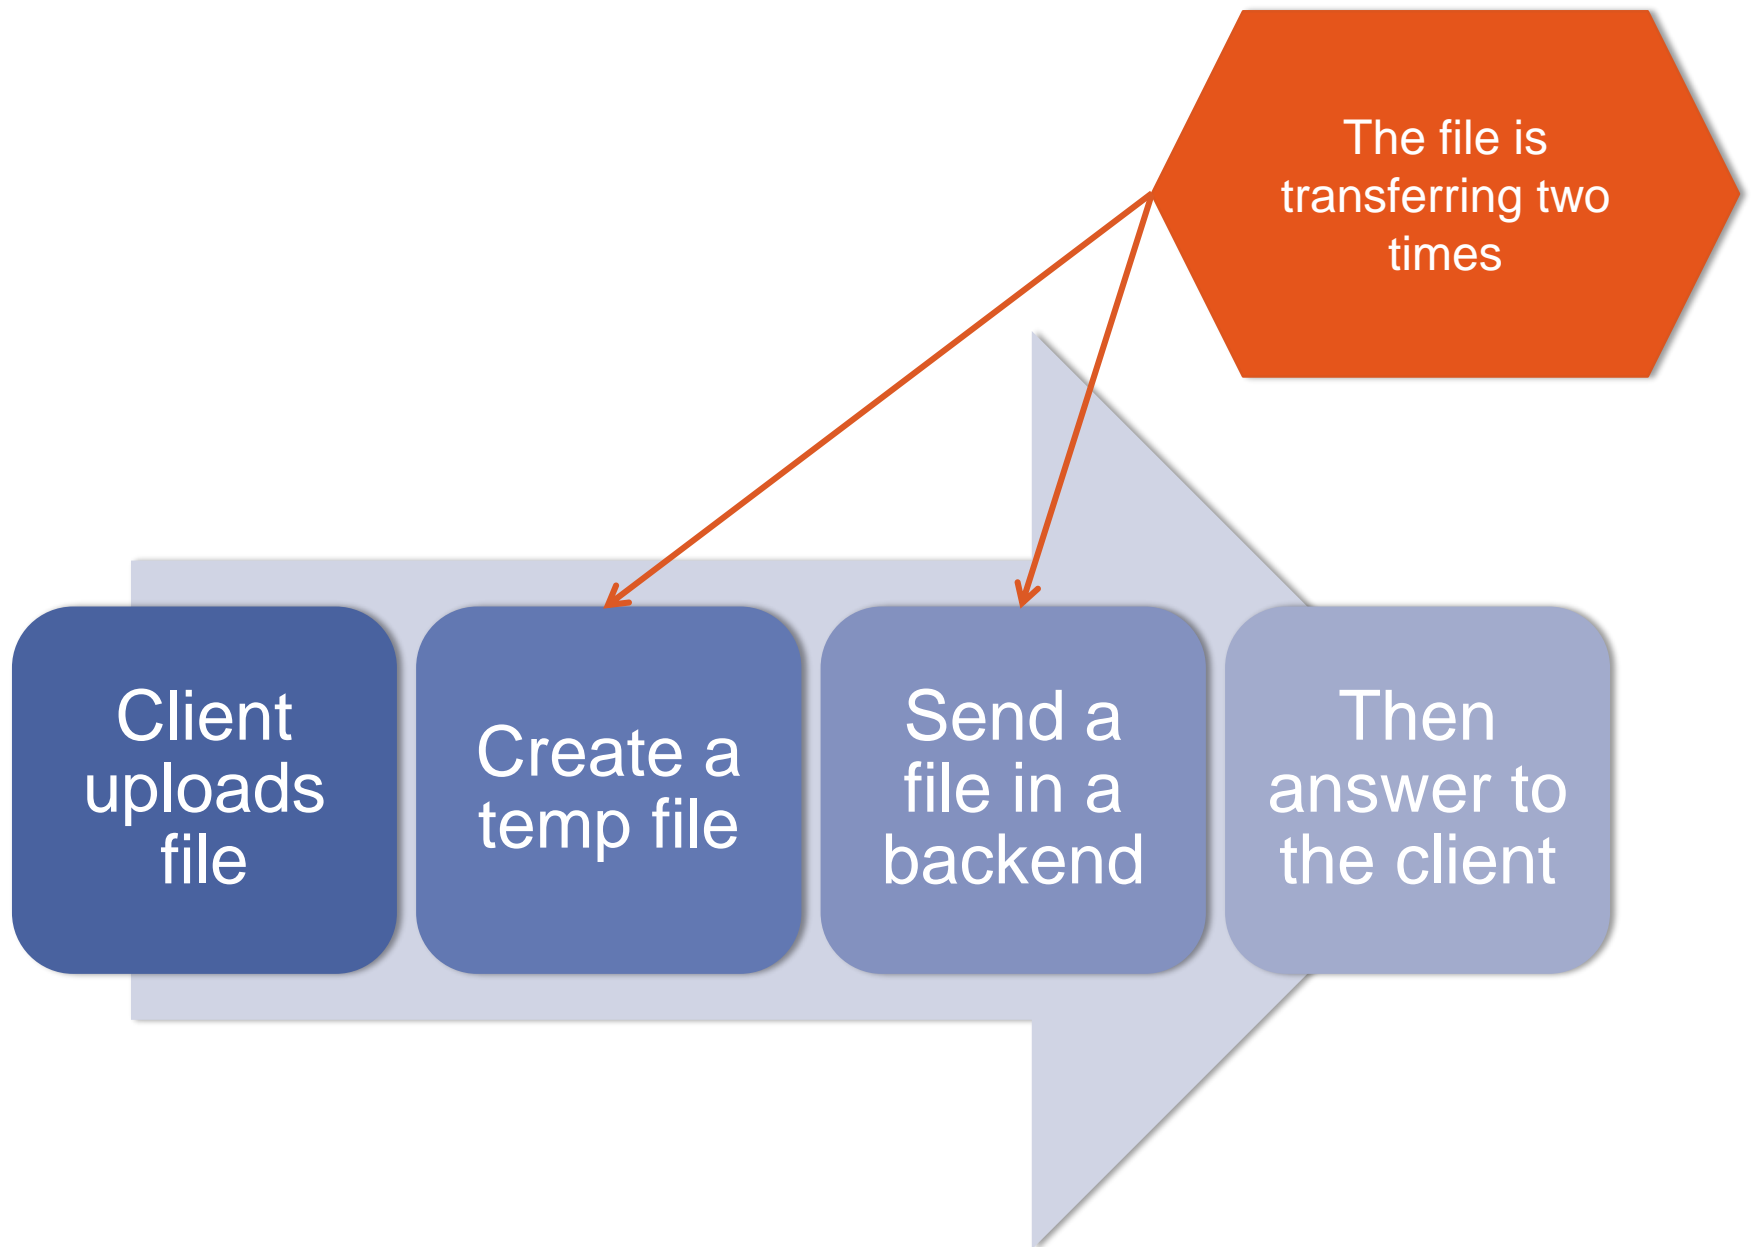 The file is
transferring two
times
Client
uploads
file
Create a
temp file
Send a
file in a
backend
Then
answer to
the client